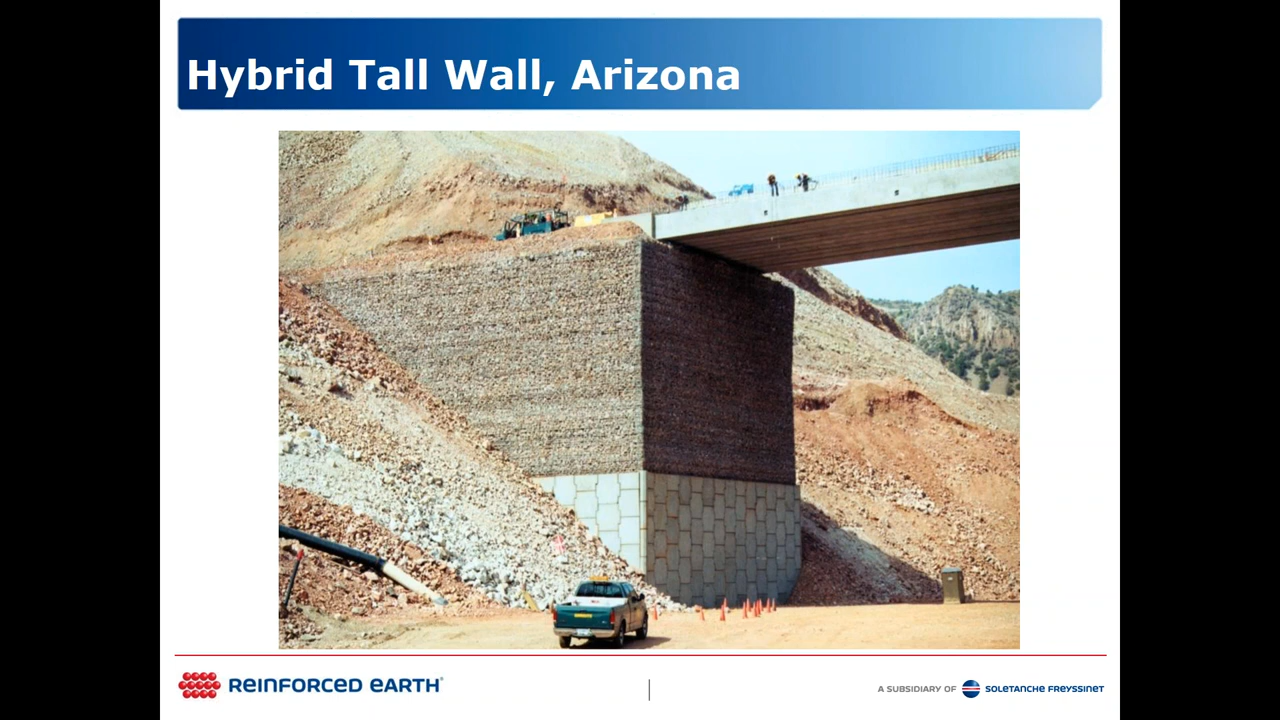 Hybrid Tall Wall, Arizona
REINFORCED EARTH®
A SUBSIDIARY OF SOLETANCHE FREYSSINET